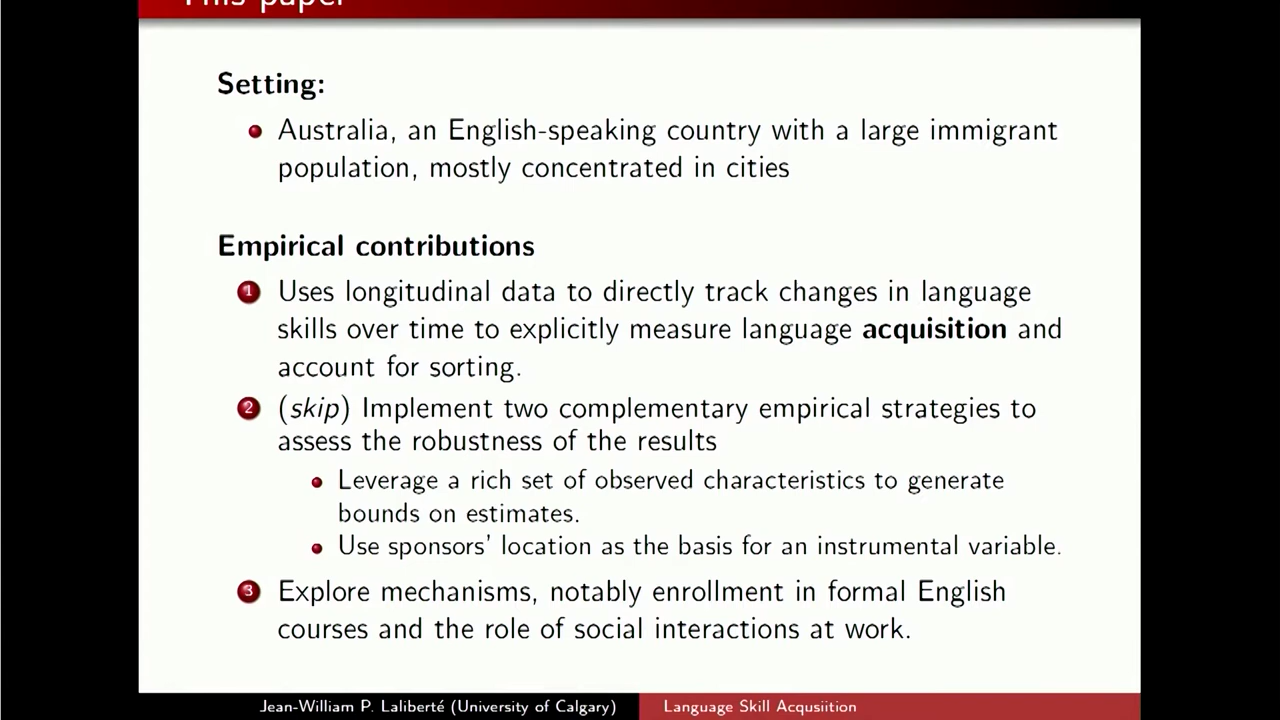 This paper
Setting:
Australia, an English-speaking country with a large immigrant
population, mostly concentrated in cities
Empirical contributions
1 Uses longitudinal data to directly track changes in language
skills over time to explicitly measure language acquisition and
account for sorting.
2 (skip) Implement two complementary empirical strategies to
assess the robustness of the results
Leverage a rich set of observed characteristics to generate
bounds on estimates.
Use sponsors' location as the basis for an instrumental variable.
3 Explore mechanisms, notably enrollment in formal English
courses and the role of social interactions at work.
Jean-William P. Laliberté (University of Calgary) Language Skill Acqusiition